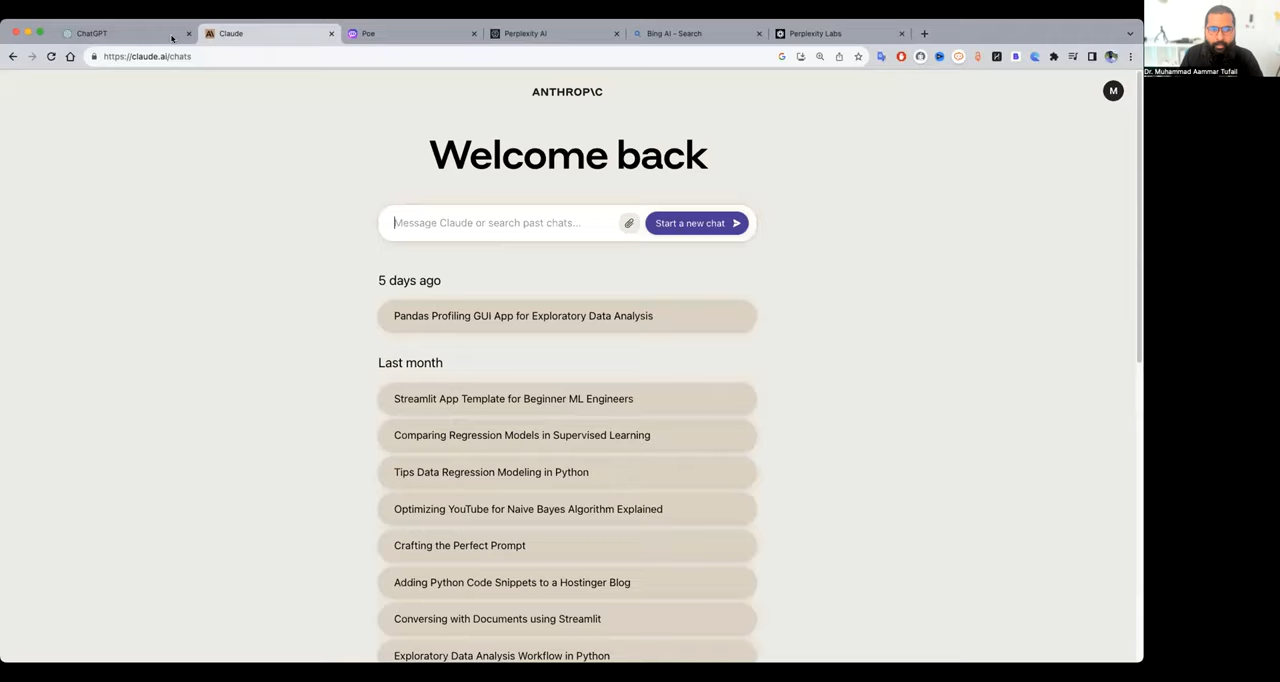 ChatGPT
Claude
Poe
Perplexity AI
Bing AI - Search
Perplexity Labs
https://claude.ai/chats
Dr. Muhammad Aammar Tufail
ANTHROP\C
M
Welcome back
Message Claude or search past chats...
Start a new chat
5 days ago
Pandas Profiling GUI App for Exploratory Data Analysis
Last month
Streamlit App Template for Beginner ML Engineers
Comparing Regression Models in Supervised Learning
Tips Data Regression Modeling in Python
Optimizing YouTube for Naive Bayes Algorithm Explained
Crafting the Perfect Prompt
Adding Python Code Snippets to a Hostinger Blog
Conversing with Documents using Streamlit
Exploratory Data Analysis Workflow in Python